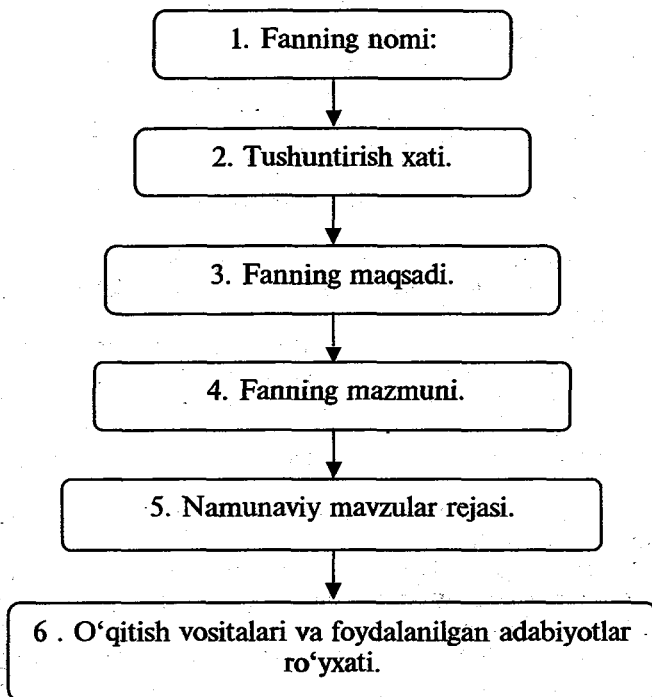 1. Fanning nomi:
2. Tushuntirish xati.
3. Fanning maqsadi.
4. Fanning mazmuni.
5. Namunaviy mavzular rejasi.
6 . O‘qitish vositalari va foydalanilgan adabiyotlar
ro‘yxati.